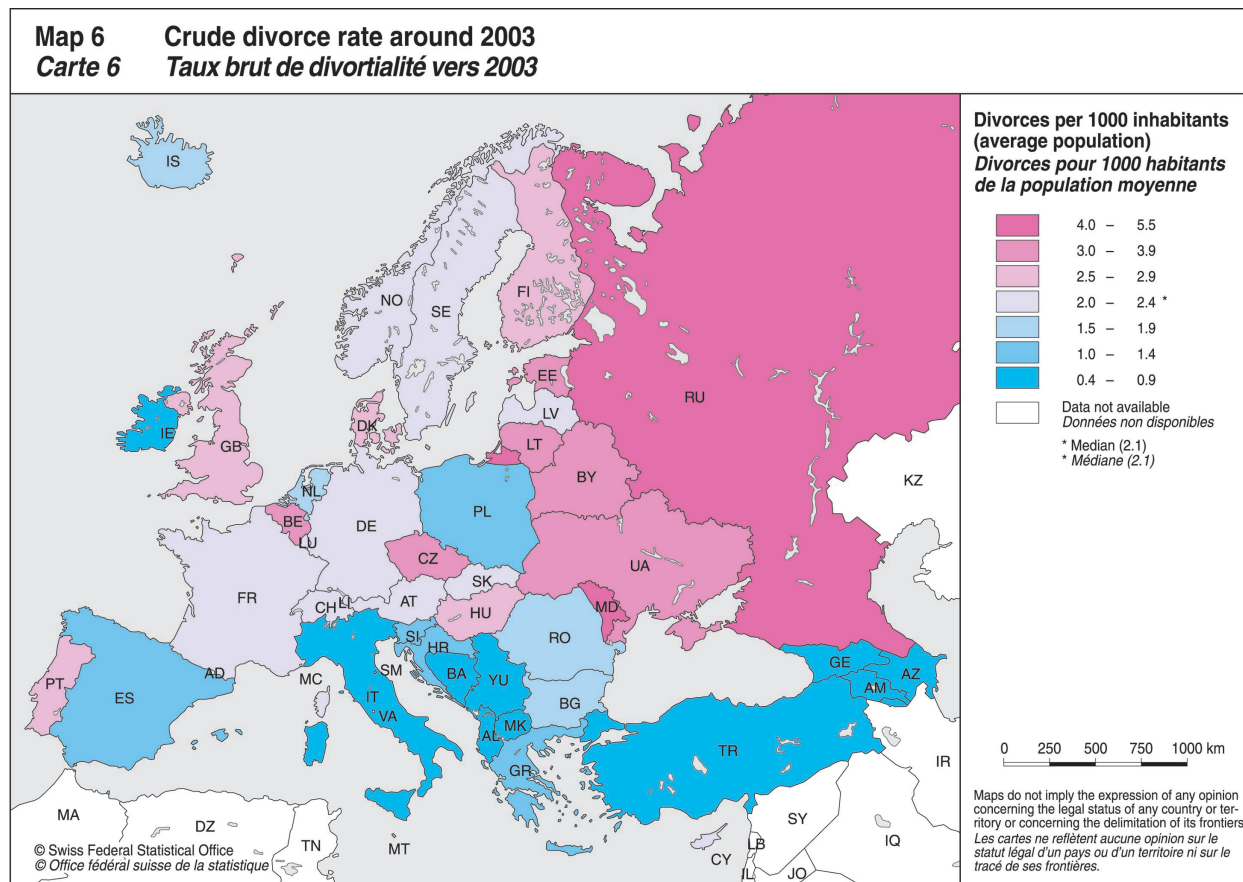 Map 6 Crude divorce rate around 2003
Carte 6 Taux brut de divortialité vers 2003
Divorces per 1000 inhabitants
(average population)
Divorces pour 1000 habitants
de la population moyenne
4.0 – 5.5
3.0 – 3.9
2.5 – 2.9
2.0 – 2.4 *
1.5 – 1.9
1.0 – 1.4
0.4 – 0.9
Data not available
Données non disponibles
* Median (2.1)
* Médiane (2.1)
IS
NO
SE
FI
EE
RU
LV
DK
LT
IE
GB
BY
KZ
NL
PL
BE
DE
LU
CZ
UA
SK
FR
CH
LI
AT
HU
MD
SI
HR
RO
AD
MC
SM
BA
YU
GE
AZ
AM
PT
ES
IT
VA
BG
MK
AL
TR
GR
IR
MA
DZ
TN
MT
CY
SY
LB
IQ
IL
JO
0 250 500 750 1000 km
Maps do not imply the expression of any opinion
concerning the legal status of any country or ter-
ritory or concerning the delimitation of its frontiers
Les cartes ne reflètent aucune opinion sur le
statut légal d'un pays ou d'un territoire ni sur le
tracé de ses frontières.
© Swiss Federal Statistical Office
© Office fédéral suisse de la statistique